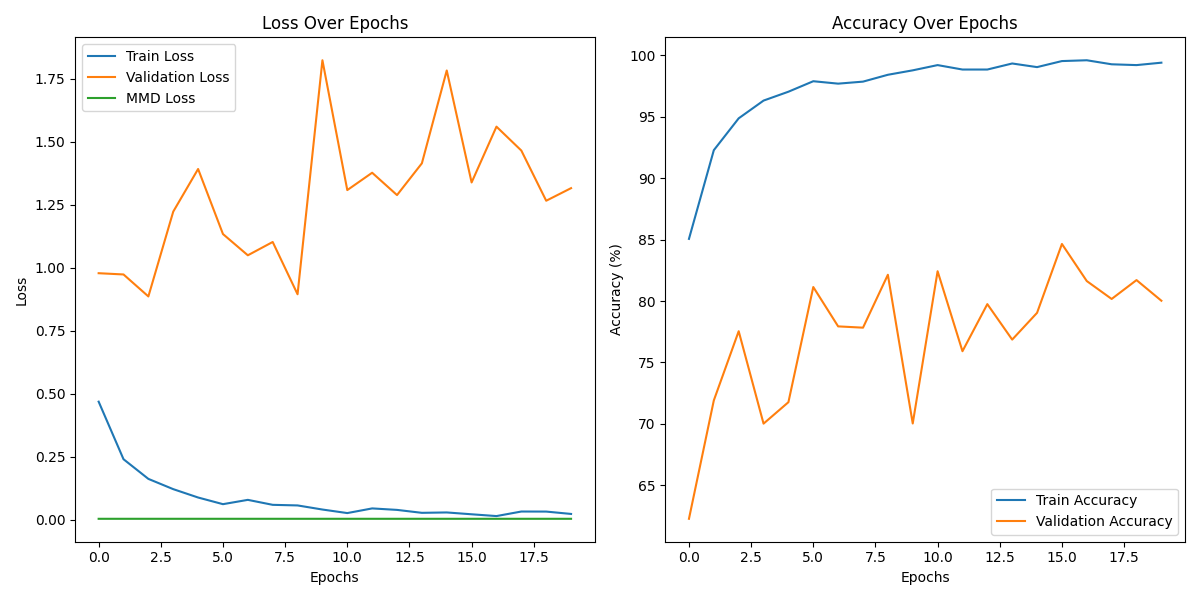 Loss Over Epochs
Train Loss
Validation Loss
MMD Loss
1.75
1.50
1.25
1.00
0.75
0.50
0.25
0.00
Loss
0.0 2.5 5.0 7.5 10.0 12.5 15.0 17.5
Epochs
Accuracy Over Epochs
100
95
90
85
80
75
70
65
Accuracy (%)
Train Accuracy
Validation Accuracy
0.0 2.5 5.0 7.5 10.0 12.5 15.0 17.5
Epochs